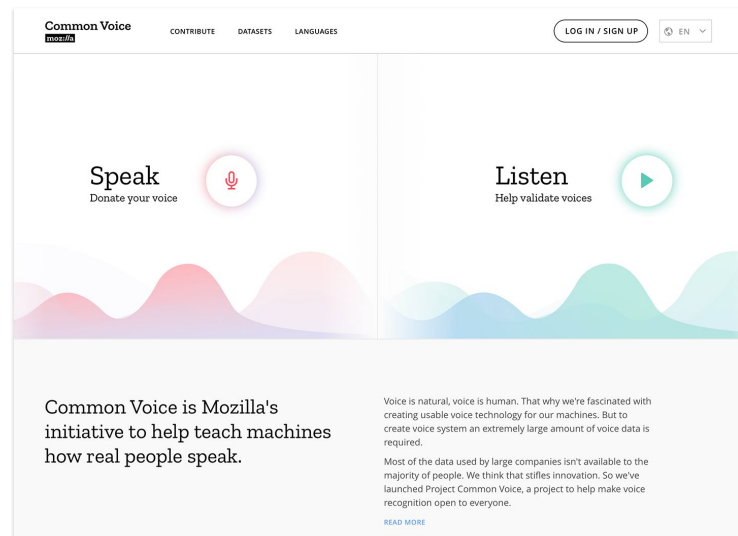 Common Voice
moz://a
CONTRIBUTE
DATASETS
LANGUAGES
LOG IN / SIGN UP
EN
Speak
Donate your voice
Listen
Help validate voices
Common Voice is Mozilla's
initiative to help teach machines
how real people speak.
Voice is natural, voice is human. That why we're fascinated with
creating usable voice technology for our machines. But to
create voice system an extremely large amount of voice data is
required.
Most of the data used by large companies isn't available to the
majority of people. We think that stifles innovation. So we've
launched Project Common Voice, a project to help make voice
recognition open to everyone.
READ MORE